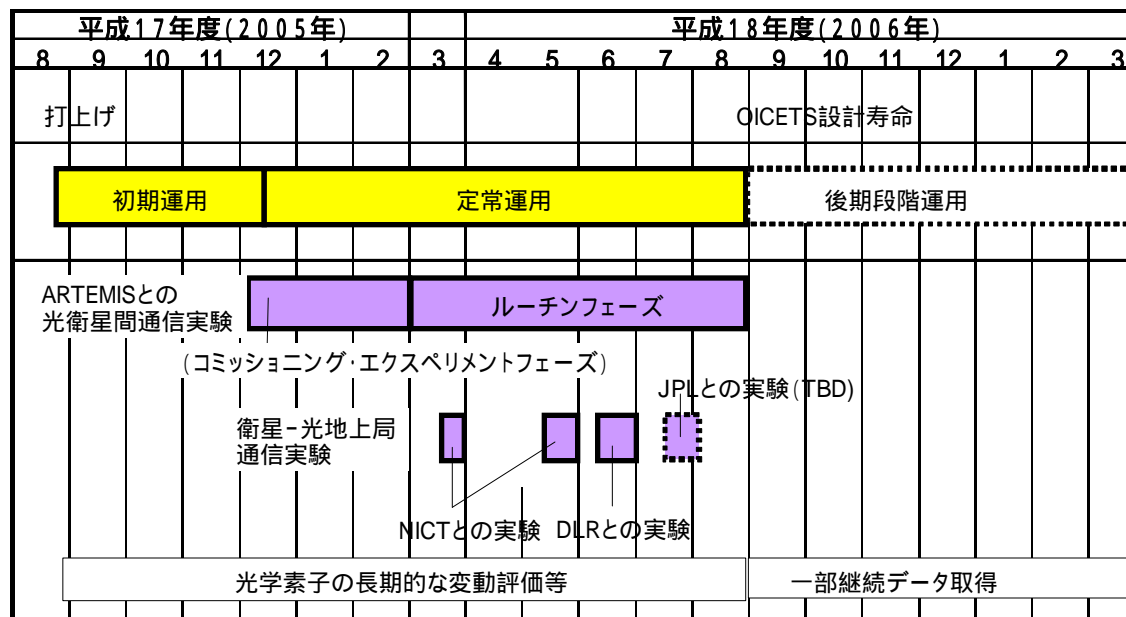 平成17年度(2005年)
平成18年度(2006年)
8 9 10 11 12 1 2 3 4 5 6 7 8 9 10 11 12 1 2 3
打上げ
OICETS設計寿命
初期運用
定常運用
後期段階運用
ARTEMISとの
光衛星間通信実験
ルーチンフェーズ
(コミッショニング・エクスペリメントフェーズ)
JPLとの実験(TBD)
衛星-光地上局
通信実験
NICTとの実験
DLRとの実験
光学素子の長期的な変動評価等
一部継続データ取得